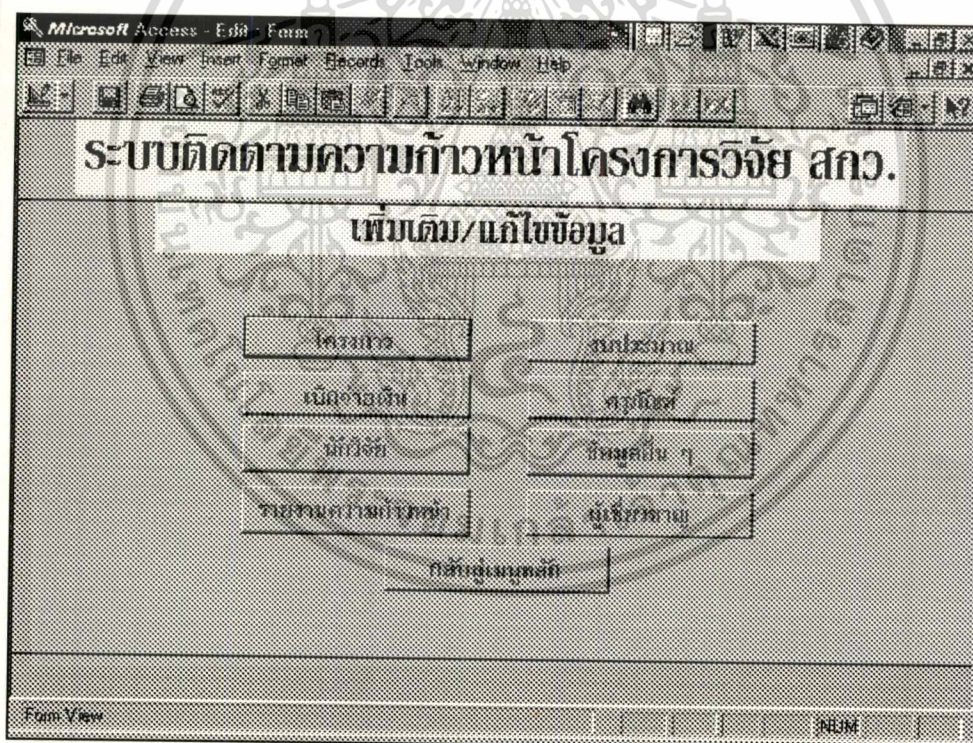 Microsoft Access - Edit : Form
File Edit View Insert Format Records Tools Window Help
ระบบติดตามความก้าวหน้าโครงการวิจัย สกว.
เพิ่มเติม/แก้ไขข้อมูล
โครงการ งบประมาณ
เบิกจ่ายเงิน ครุภัณฑ์
นักวิจัย ข้อมูลอื่น ๆ
รายงานความก้าวหน้า ผู้เชี่ยวชาญ
กลับสู่เมนูหลัก
Form View NUM